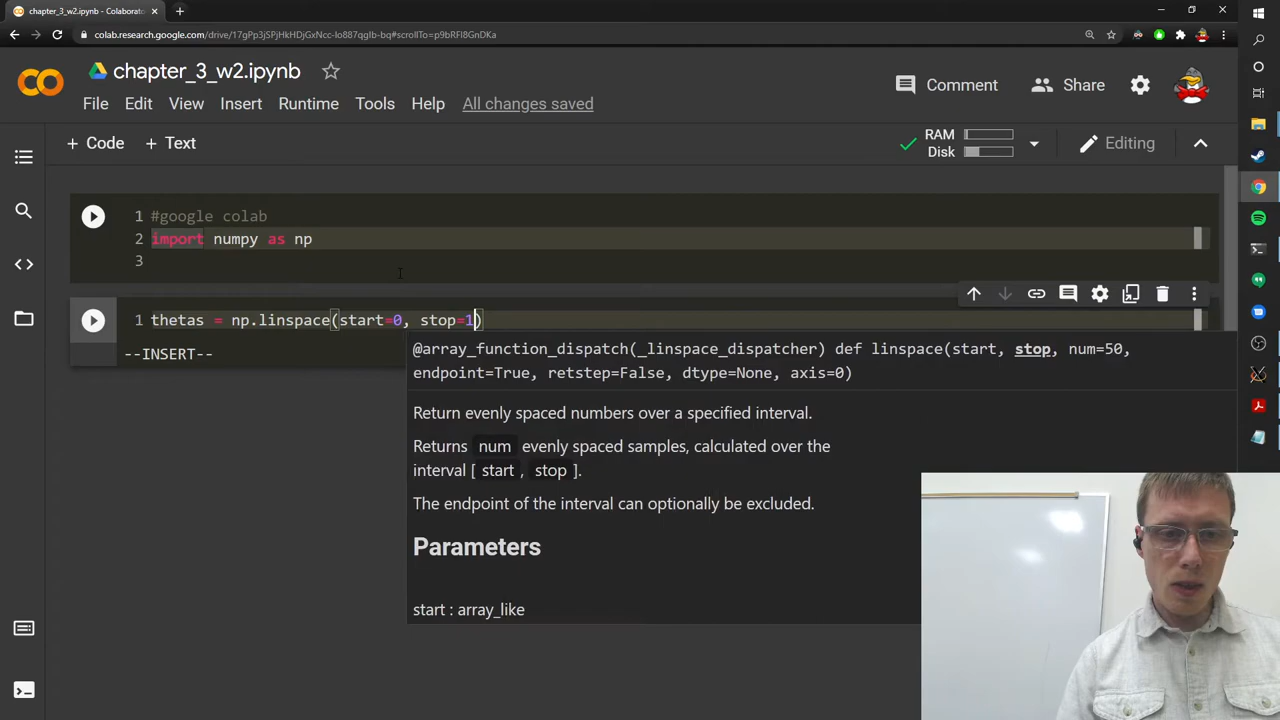 chapter_3_w2.ipynb - Colaborato
colab.research.google.com/drive/17gPp3jSPjHkHDjGxNcc-Io887qgIb-bq#scrollTo=p9bRFl8GnDKa
chapter_3_w2.ipynb
Comment
Share
File
Edit
View
Insert
Runtime
Tools
Help
All changes saved
+ Code
+ Text
RAM
Disk
Editing
1 #google colab
2 import numpy as np
3
1 thetas = np.linspace(start=0, stop=1)
--INSERT--
@array_function_dispatch(_linspace_dispatcher) def linspace(start, stop, num=50,
endpoint=True, retstep=False, dtype=None, axis=0)
Return evenly spaced numbers over a specified interval.
Returns num evenly spaced samples, calculated over the
interval [ start , stop ].
The endpoint of the interval can optionally be excluded.
Parameters
start : array_like